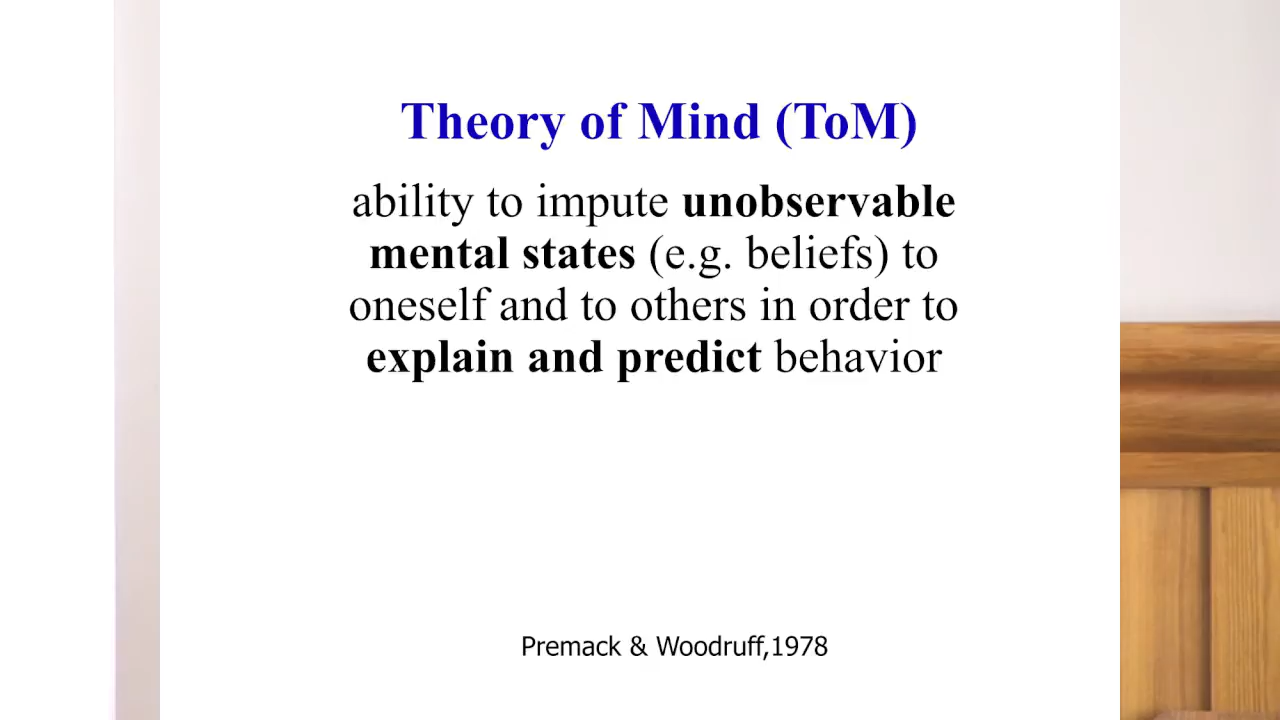 Theory of Mind (ToM)
ability to impute unobservable
mental states (e.g. beliefs) to
oneself and to others in order to
explain and predict behavior
Premack & Woodruff,1978